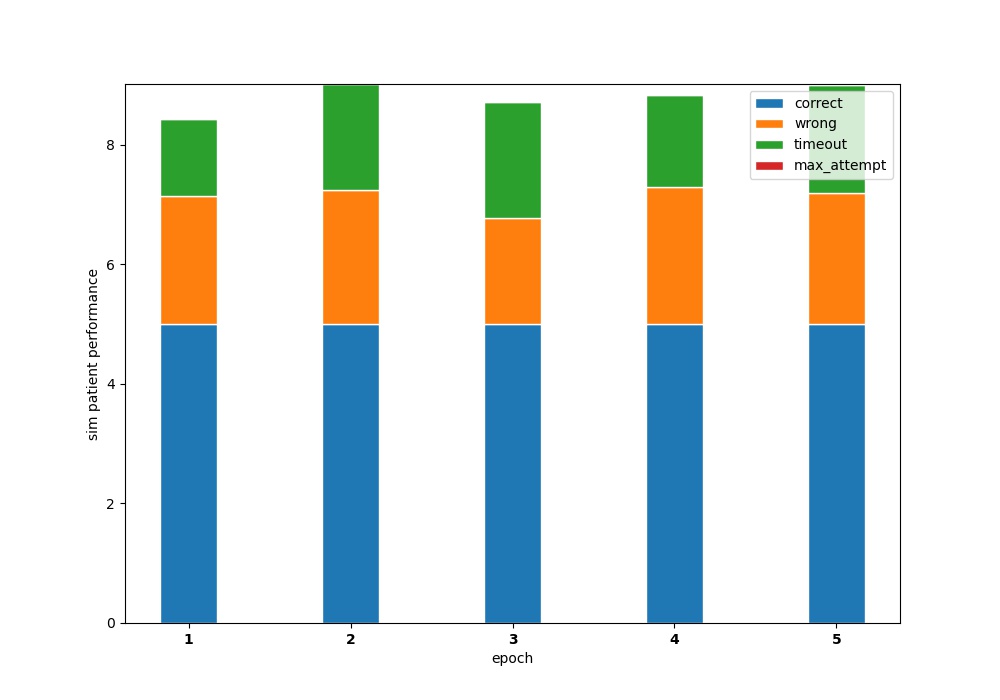 correct
wrong
timeout
max_attempt
8
6
4
2
0
sim patient performance
1 2 3 4 5
epoch